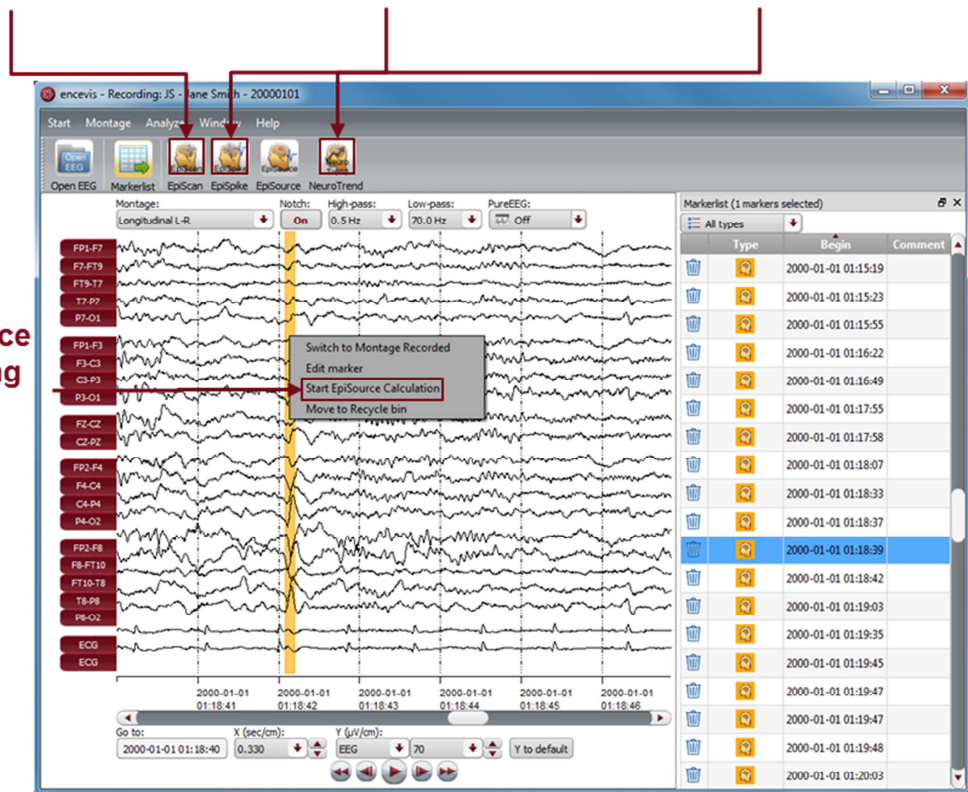 encevis - Recording: JS - Jane Smith - 20000101
Start Montage Analyze Window Help
Open EEG
EpiScan EpiSpike EpiSource Neuro Trend
Open EEG Markerlist EpiScan EpiSpike EpiSource NeuroTrend
Montage: Notch: High-pass: Low-pass: PureEEG:
Longitudinal L-R On 0.5 Hz 70.0 Hz Off
Markerlist (1 markers selected)
All types
Type Begin Comment
FP1-F7
F7-FT9
FT9-T7
T7-P7
P7-O1
FP1-F3
F3-C3
C3-P3
P3-O1
FZ-CZ
CZ-PZ
FP2-F4
F4-C4
C4-P4
P4-O2
FP2-F8
F8-FT10
FT10-T8
T8-P8
P8-O2
ECG
ECG
ce
ng
Switch to Montage Recorded
Edit marker
Start EpiSource Calculation
Move to Recycle bin
2000-01-01 01:15:19
2000-01-01 01:15:23
2000-01-01 01:15:55
2000-01-01 01:16:22
2000-01-01 01:16:49
2000-01-01 01:17:55
2000-01-01 01:17:58
2000-01-01 01:18:07
2000-01-01 01:18:33
2000-01-01 01:18:37
2000-01-01 01:18:39
2000-01-01 01:18:42
2000-01-01 01:19:03
2000-01-01 01:19:35
2000-01-01 01:19:45
2000-01-01 01:19:47
2000-01-01 01:19:47
2000-01-01 01:19:48
2000-01-01 01:20:03
2000-01-01 2000-01-01 2000-01-01 2000-01-01 2000-01-01 2000-01-01
01:18:41 01:18:42 01:18:43 01:18:44 01:18:45 01:18:46
Go to: X (sec/cm): Y (µV/cm):
2000-01-01 01:18:40 0.330 EEG 70 Y to default